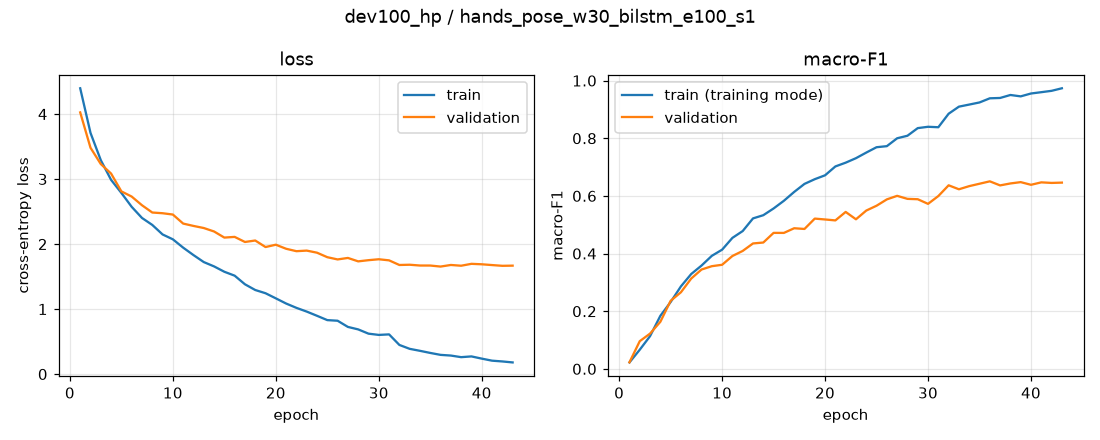 dev100_hp / hands_pose_w30_bilstm_e100_s1
loss
cross-entropy loss
4
3
2
1
0
0 10 20 30 40
epoch
train
validation
macro-F1
macro-F1
1.0
0.8
0.6
0.4
0.2
0.0
0 10 20 30 40
epoch
train (training mode)
validation